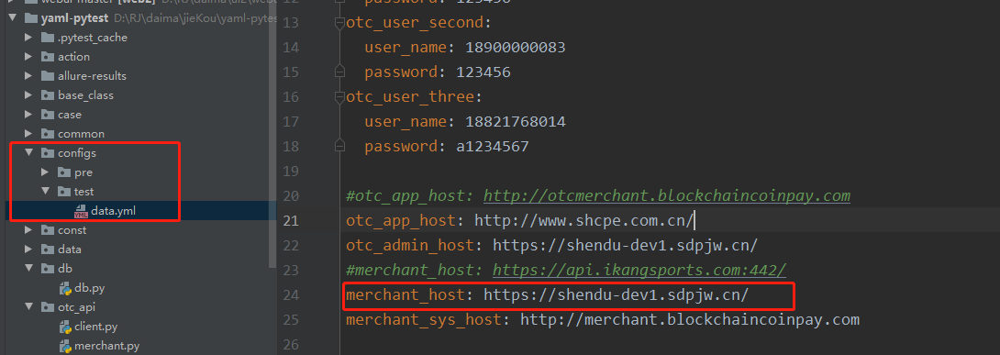 yaml-pytest D:\RJ\daima\jieKou\yaml-pytes
.pytest_cache
action
allure-results
base_class
case
common
configs
pre
test
data.yml
const
data
db
db.py
otc_api
client.py
merchant.py
13 otc_user_second:
14 user_name: 18900000083
15 password: 123456
16 otc_user_three:
17 user_name: 18821768014
18 password: a1234567
19
20 #otc_app_host: http://otcmerchant.blockchaincoinpay.com
21 otc_app_host: http://www.shcpe.com.cn/
22 otc_admin_host: https://shendu-dev1.sdpjw.cn/
23 #merchant_host: https://api.ikangsports.com:442/
24 merchant_host: https://shendu-dev1.sdpjw.cn/
25 merchant_sys_host: http://merchant.blockchaincoinpay.com
26